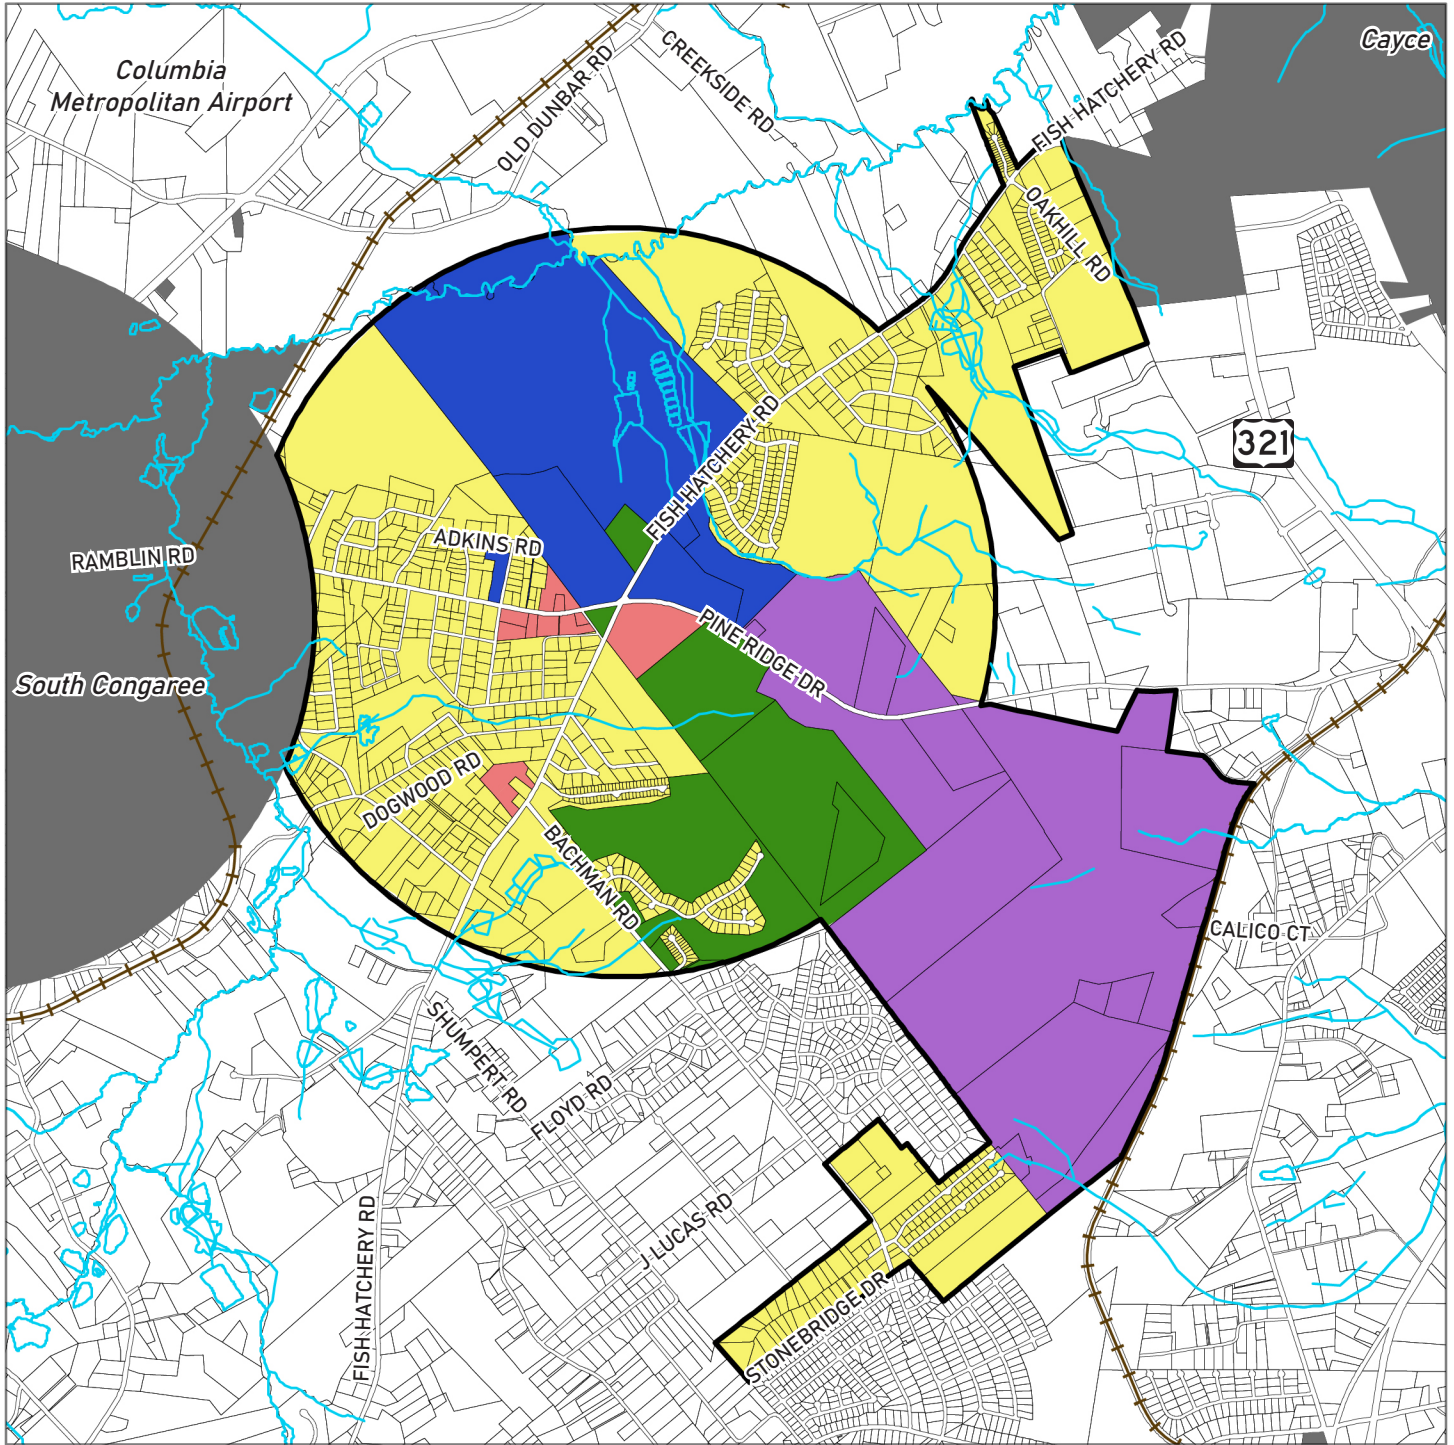 Columbia
Metropolitan Airport
OLD DUNBAR RD
CREEKSIDE RD
FISH HATCHERY RD
Cayce
OAKHILL RD
321
FISH HATCHERY RD
ADKINS RD
RAMBLIN RD
PINE RIDGE DR
South Congaree
DOGWOOD RD
BACHMAN RD
CALICO CT
SHUMPERT RD
FLOYD RD
J LUCAS RD
FISH HATCHERY RD
STONEBRIDGE DR